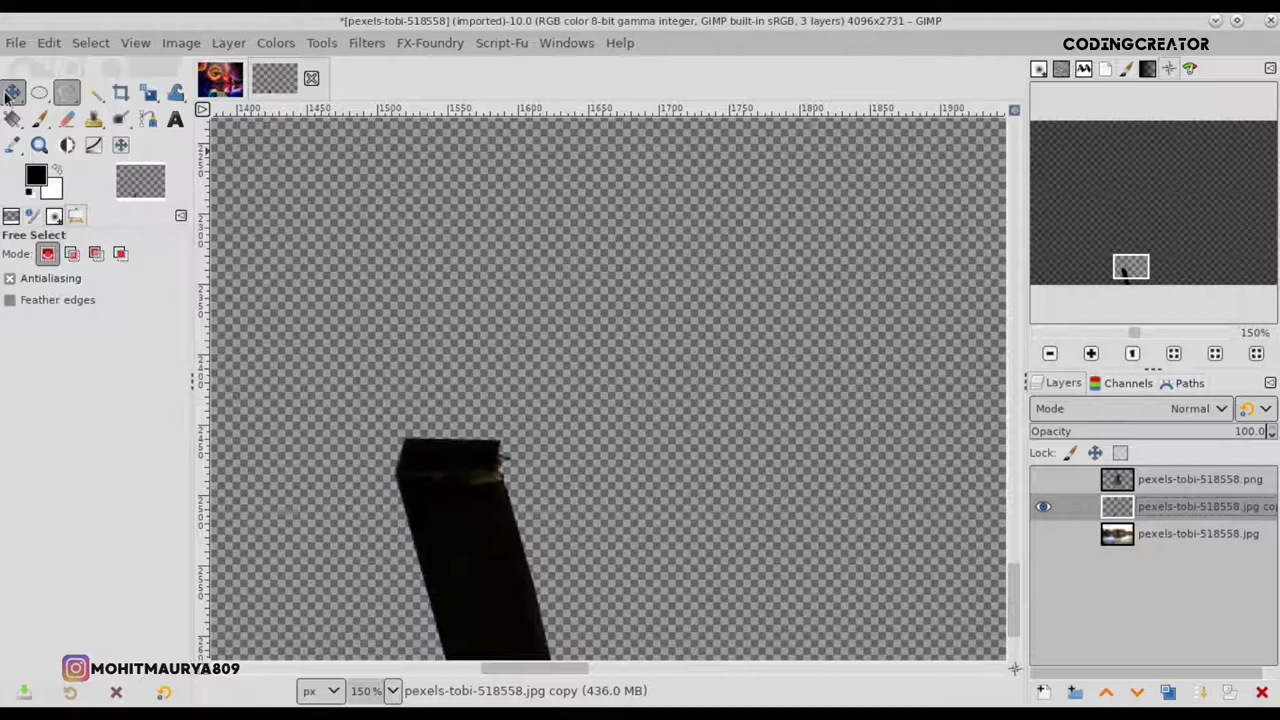 *[pexels-tobi-518558] (imported)-10.0 (RGB color 8-bit gamma integer, GIMP built-in sRGB, 3 layers) 4096x2731 – GIMP
File Edit Select View Image Layer Colors Tools Filters FX-Foundry Script-Fu Windows Help
CODINGCREATOR
1400 1450 1500 1550 1600 1650 1700 1750 1800 1850 1900
Free Select
Mode:
Antialiasing
Feather edges
150%
Layers Channels Paths
Mode Normal
Opacity 100.0
Lock:
pexels-tobi-518558.png
pexels-tobi-518558.jpg cop
pexels-tobi-518558.jpg
MOHITMAURYA809
px 150% pexels-tobi-518558.jpg copy (436.0 MB)